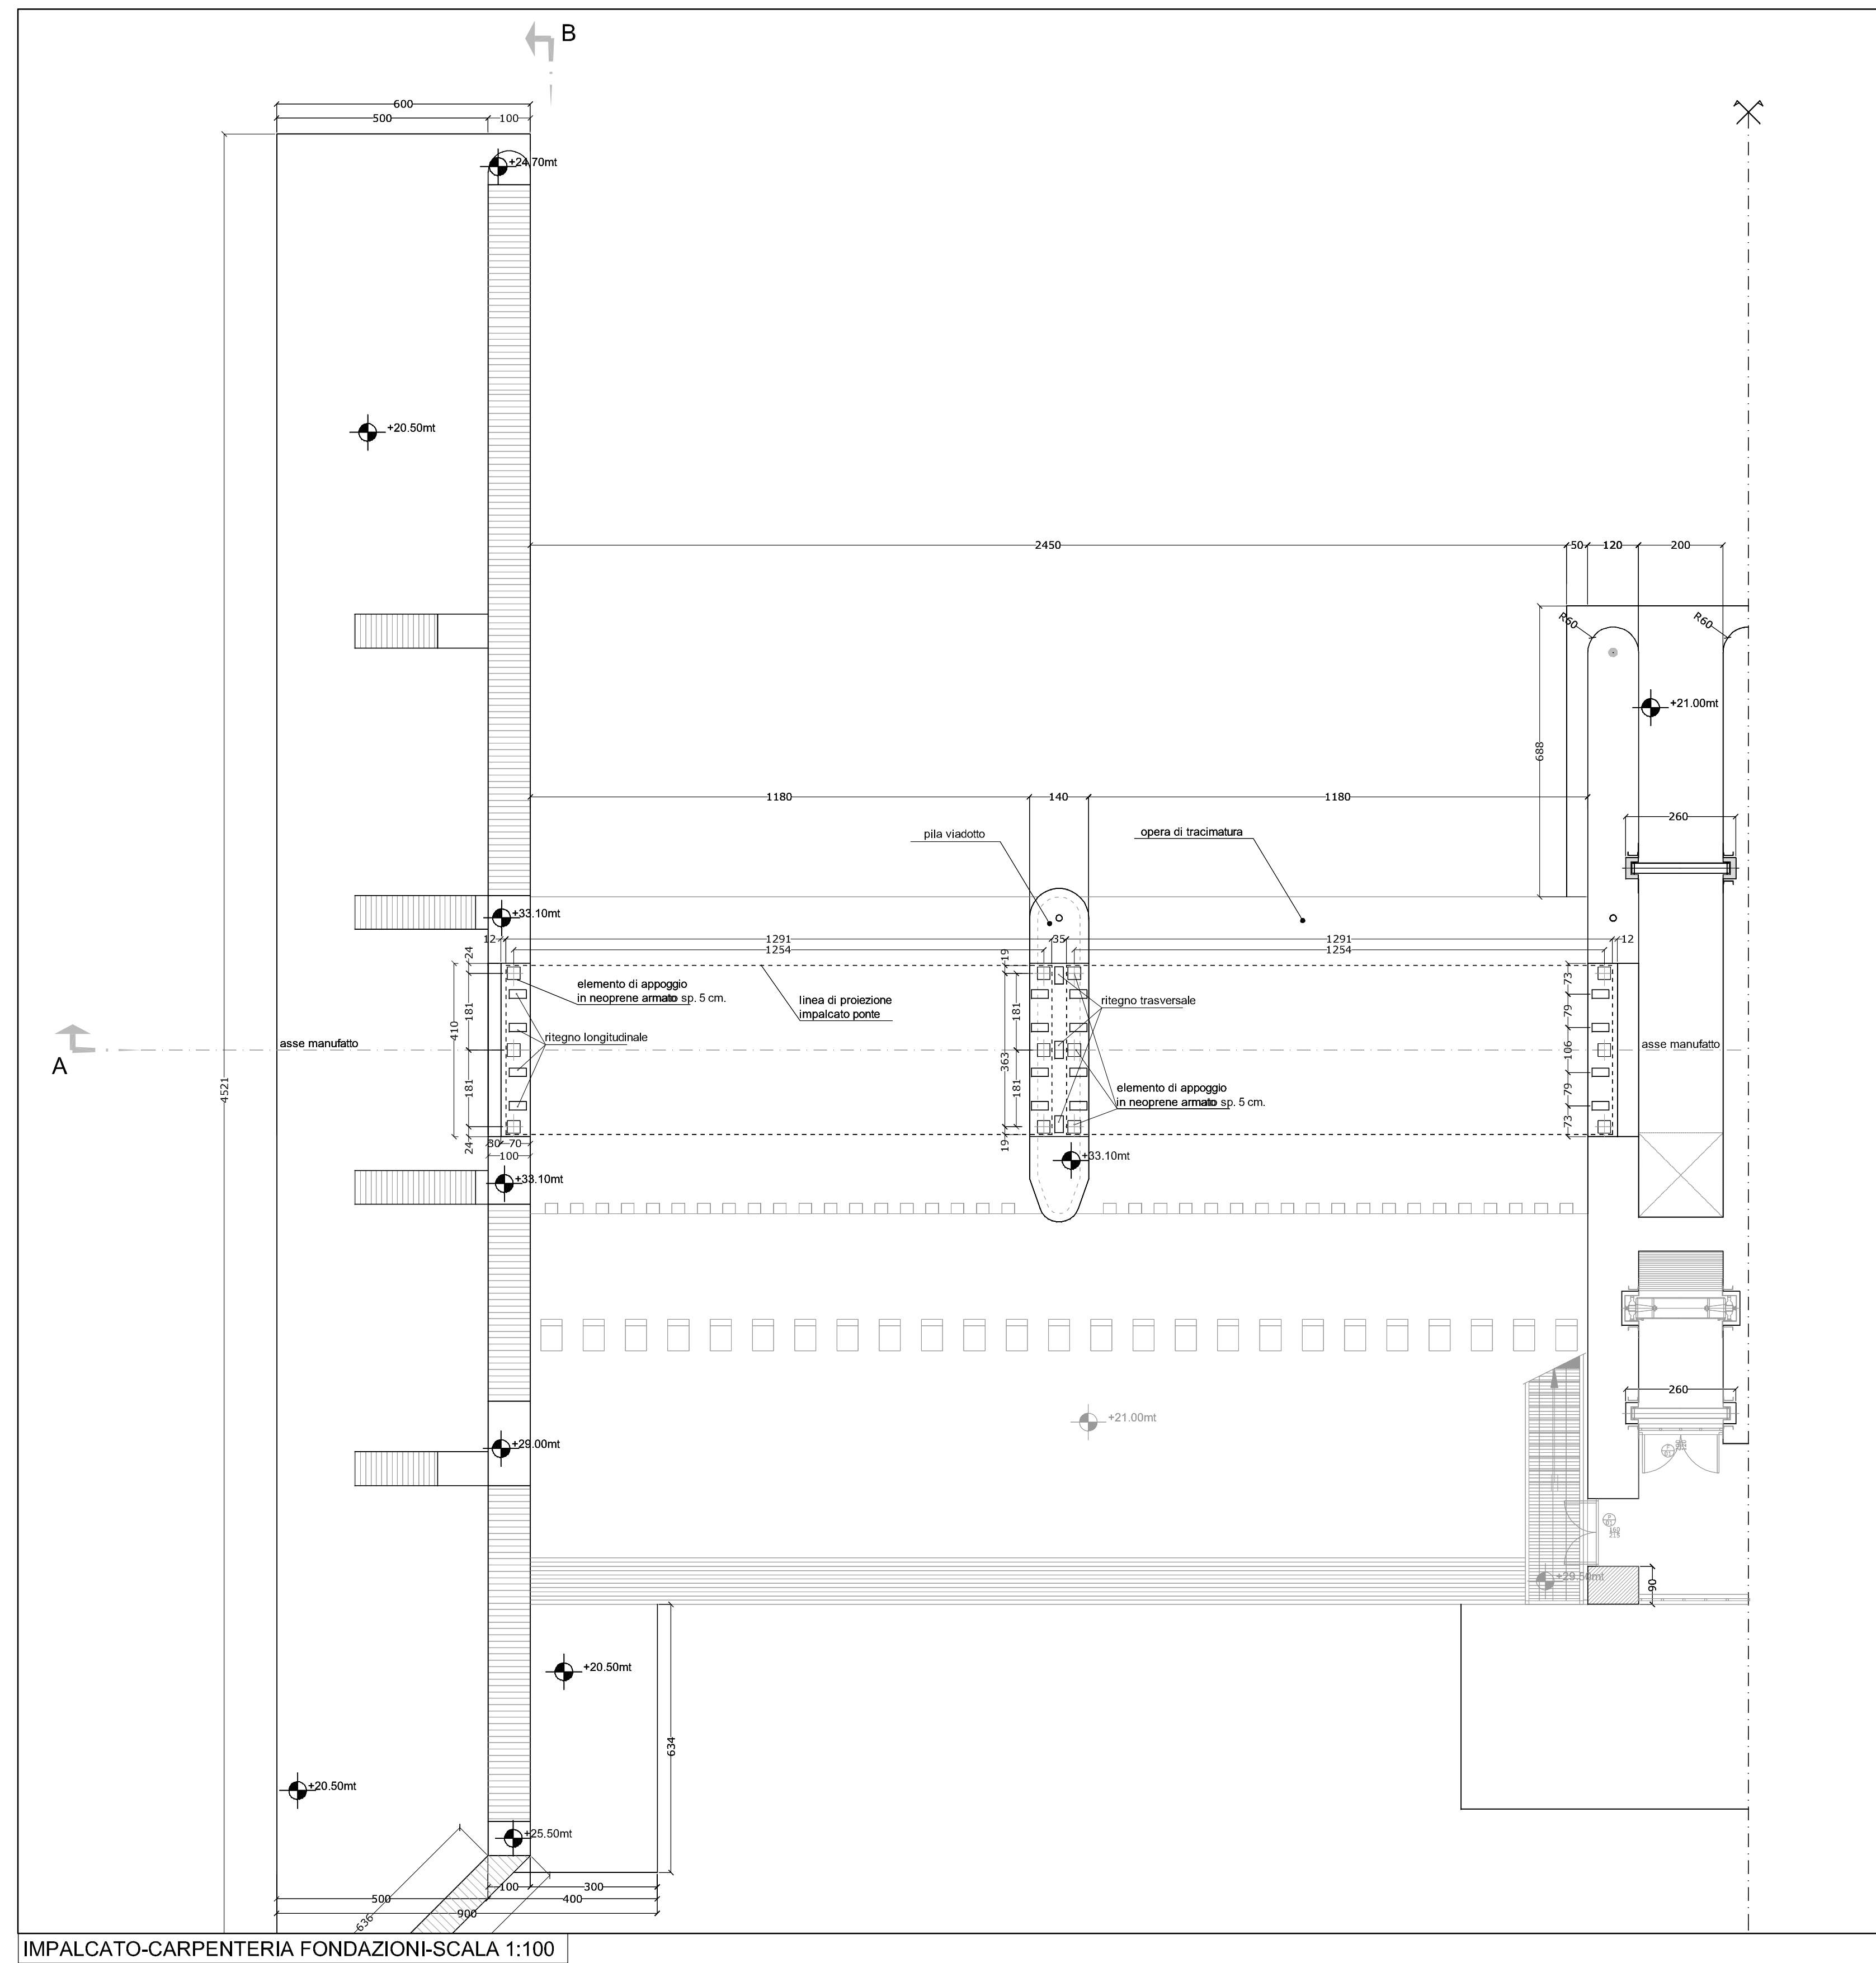 B
600
500
100
+24.70mt
+20.50mt
2450
50
120
200
R60
R60
+21.00mt
688
1180
140
1180
260
pila viadotto
opera di tracimatura
+33.10mt
12
1291
35
1291
12
1254
1254
24
19
elemento di appoggio
in neoprene armato sp. 5 cm.
linea di proiezione
impalcato ponte
ritegno trasversale
73
79
181
181
410
ritegno longitudinale
asse manufatto
363
106
asse manufatto
A
4521
181
181
elemento di appoggio
in neoprene armato sp. 5 cm.
79
73
24
30
70
100
19
+33.10mt
+33.10mt
260
+21.00mt
+29.00mt
+29.50mt
90
+20.50mt
634
+20.50mt
+25.50mt
100
300
500
400
900
636
IMPALCATO-CARPENTERIA FONDAZIONI-SCALA 1:100